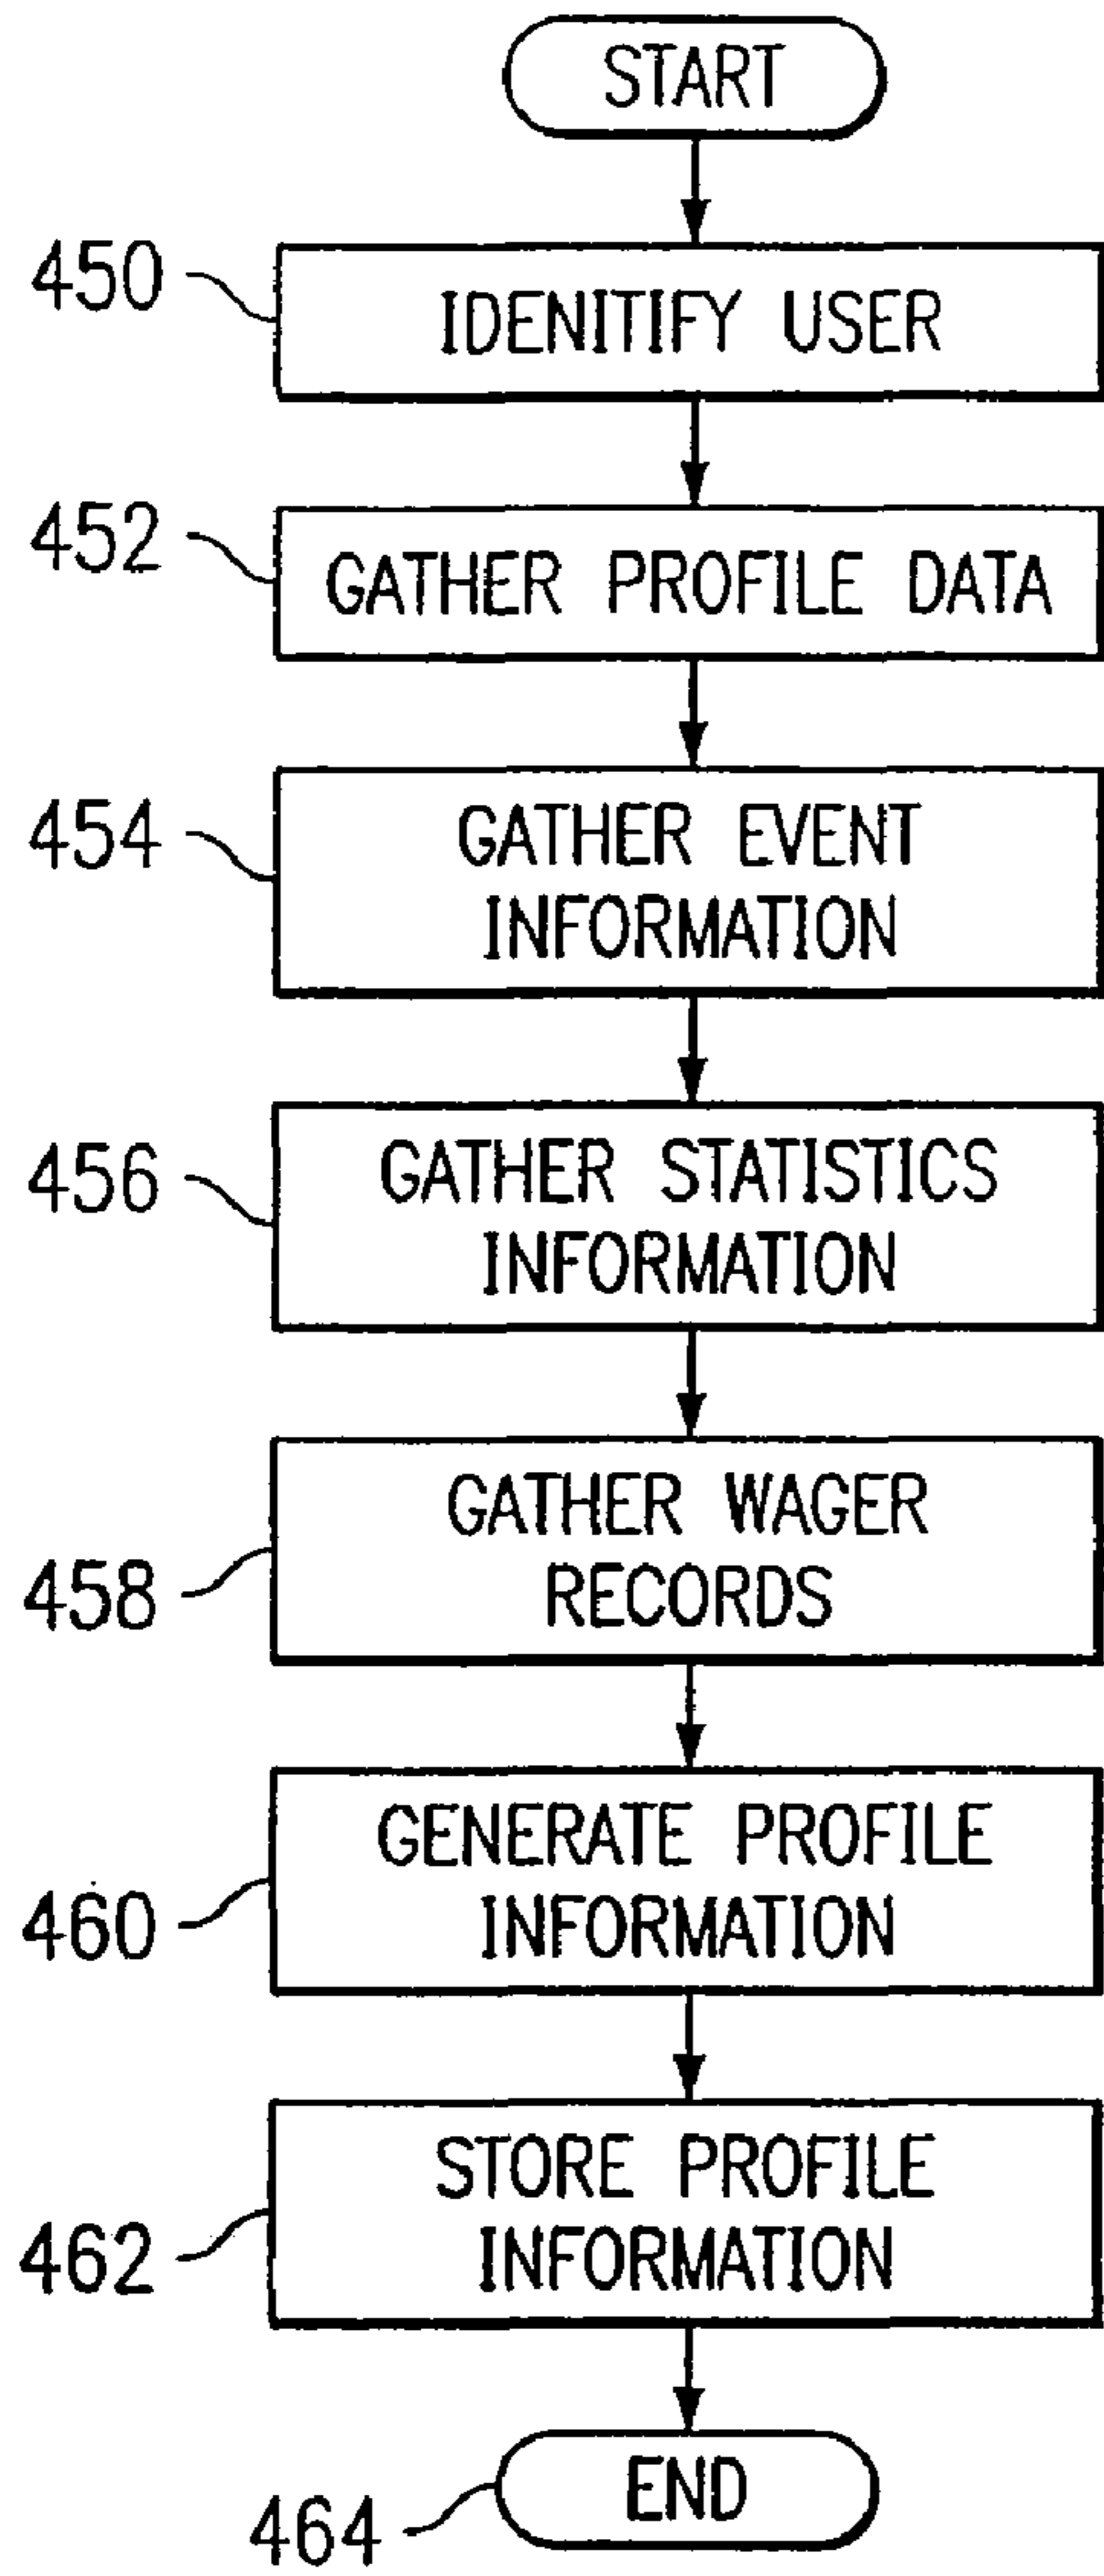 START
450
IDENITIFY USER
452
GATHER PROFILE DATA
454
GATHER EVENT
INFORMATION
456
GATHER STATISTICS
INFORMATION
458
GATHER WAGER
RECORDS
460
GENERATE PROFILE
INFORMATION
462
STORE PROFILE
INFORMATION
464
END